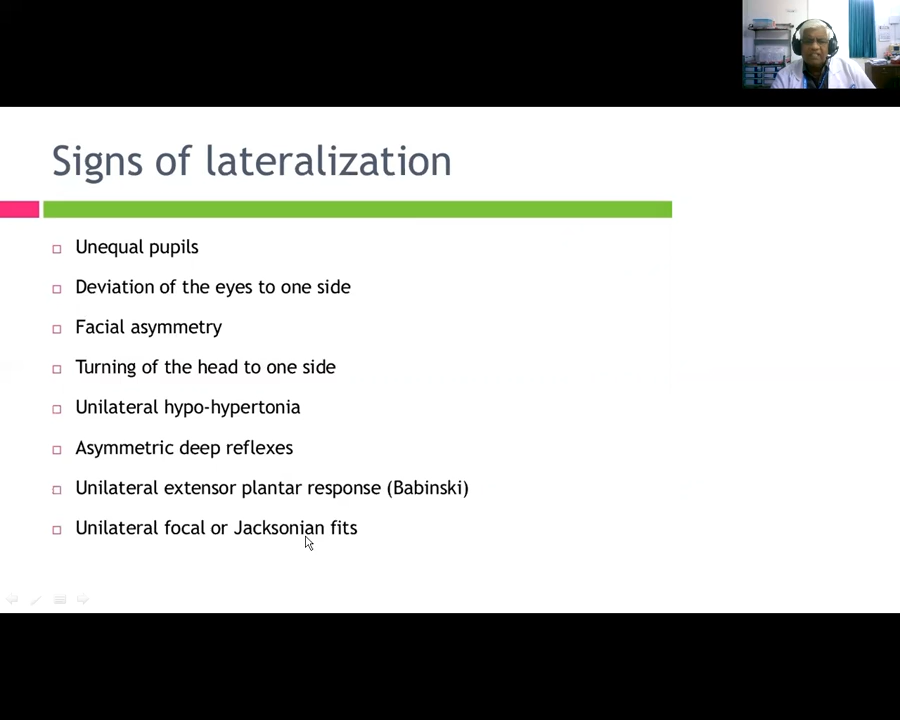 Signs of lateralization
Unequal pupils
Deviation of the eyes to one side
Facial asymmetry
Turning of the head to one side
Unilateral hypo-hypertonia
Asymmetric deep reflexes
Unilateral extensor plantar response (Babinski)
Unilateral focal or Jacksonian fits